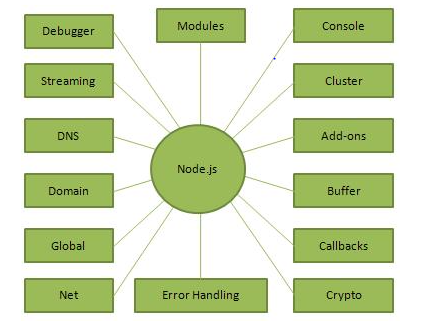 Debugger
Modules
Console
Streaming
Cluster
DNS
Add-ons
Node.js
Domain
Buffer
Global
Callbacks
Net
Error Handling
Crypto